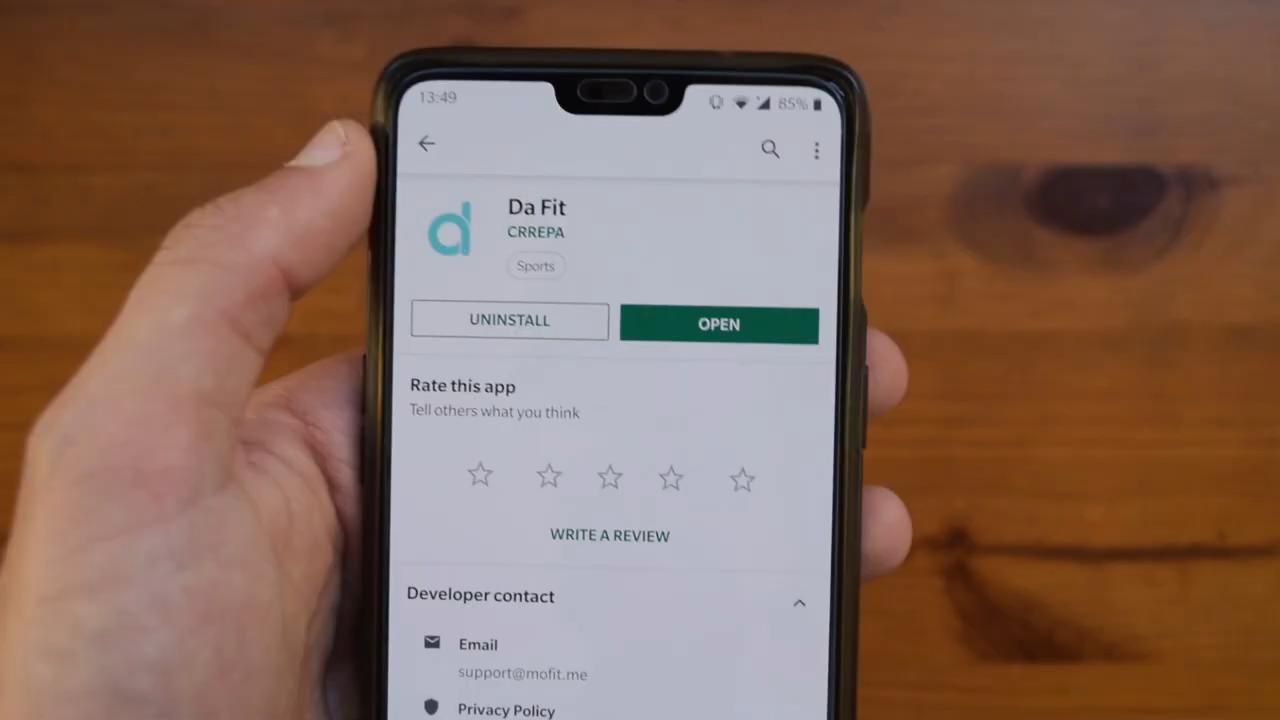 13:49
85%
Da Fit
CRREPA
Sports
UNINSTALL
OPEN
Rate this app
Tell others what you think
WRITE A REVIEW
Developer contact
Email
support@mofit.me
Privacy Policy